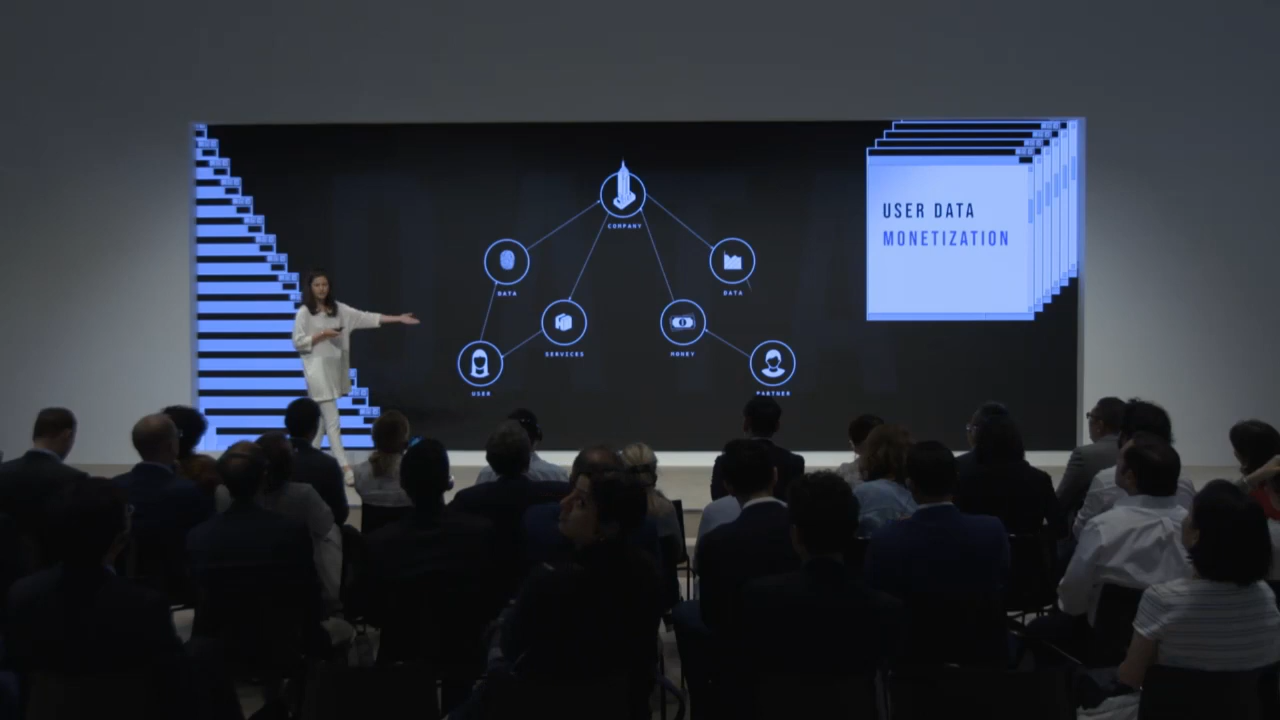 USER DATA
MONETIZATION
COMPANY
DATA
DATA
SERVICES
MONEY
USER
PARTNER